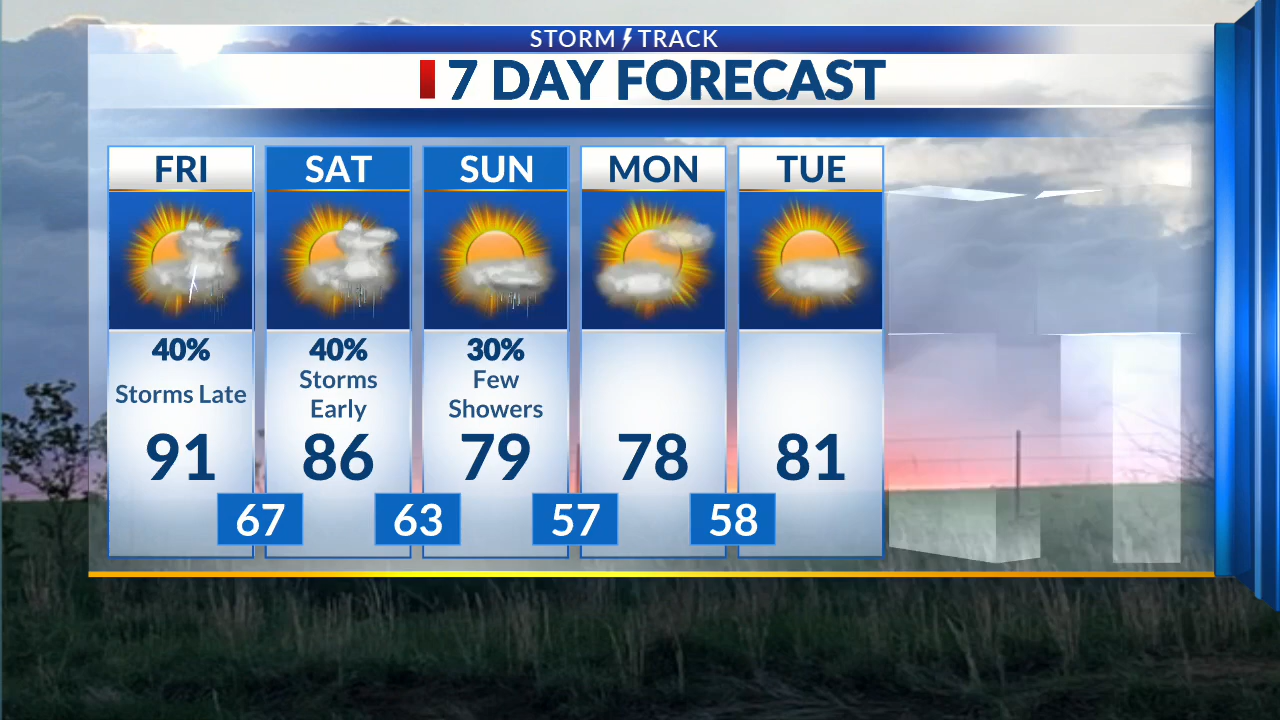 STORM TRACK
7 DAY FORECAST
FRI
SAT
SUN
MON
TUE
40%
40%
30%
Storms Late
Storms
Early
Few
Showers
91
86
79
78
81
67
63
57
58